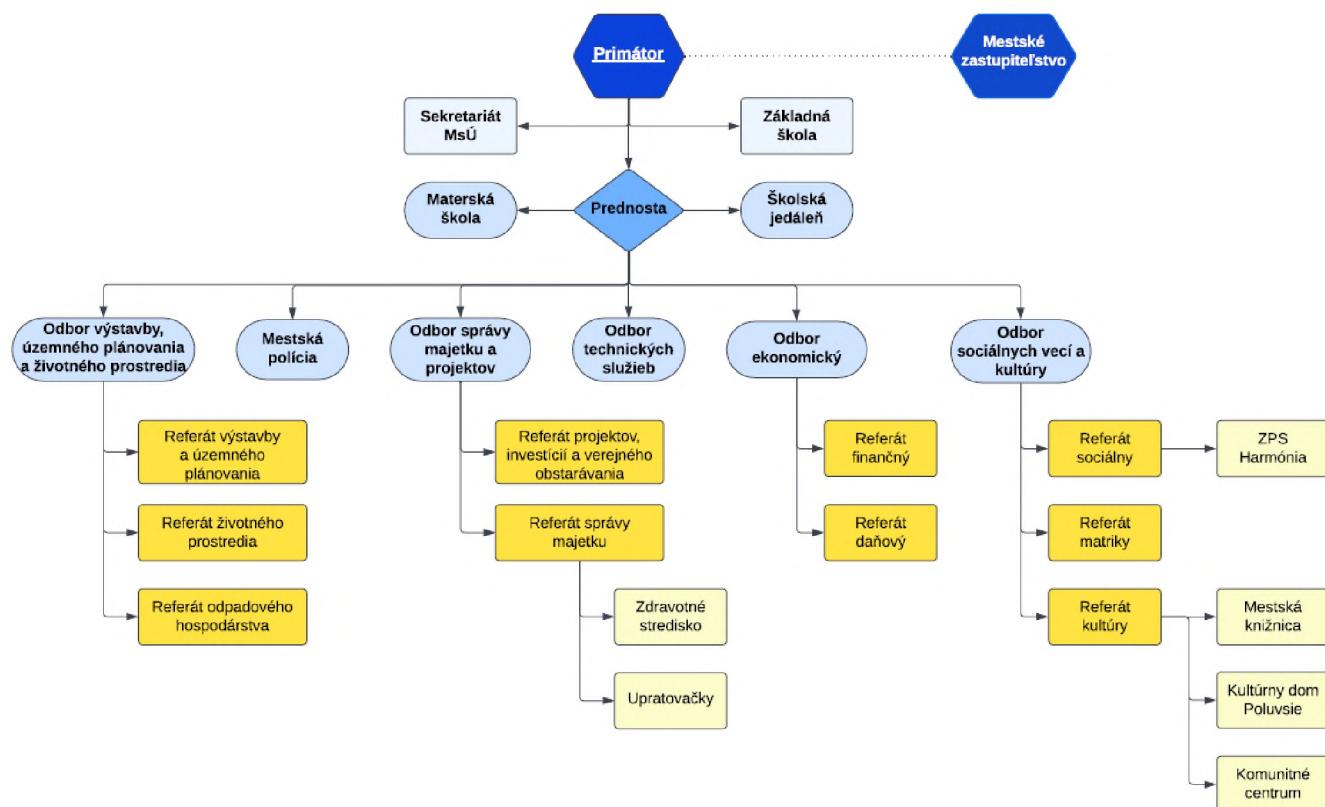 Primátor
Mestské
zastupiteľstvo
Sekretariát
MsÚ
Základná
škola
Materská
škola
Prednosta
Školská
jedáleň
Odbor výstavby,
územného plánovania
a životného prostredia
Mestská
polícia
Odbor správy
majetku a
projektov
Odbor
technických
služieb
Odbor
ekonomický
Odbor
sociálnych vecí a
kultúry
Referát výstavby
a územného
plánovania
Referát projektov,
investícií a verejného
obstarávania
Referát
finančný
Referát
sociálny
ZPS
Harmónia
Referát životného
prostredia
Referát správy
majetku
Referát
daňový
Referát
matriky
Referát odpadového
hospodárstva
Zdravotné
stredisko
Referát
kultúry
Mestská
knižnica
Upratovačky
Kultúrny dom
Poluvsie
Komunitné
centrum